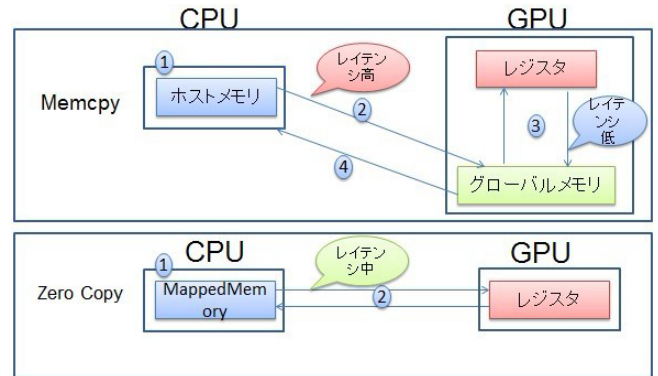 CPU
GPU
Memcpy
①
ホストメモリ
レイテン
シ高
②
④
レジスタ
③
レイテ
ンシ
低
グローバルメモリ
CPU
GPU
Zero Copy
①
MappedMem
ory
レイテン
シ中
②
レジスタ